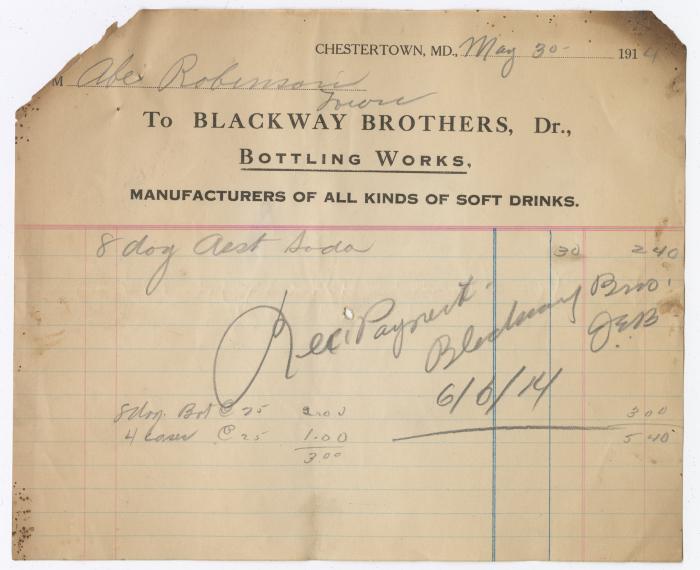 CHESTERTOWN, MD., May 30 1914
M Abe Robinson
Town
To BLACKWAY BROTHERS, Dr.,
BOTTLING WORKS,
MANUFACTURERS OF ALL KINDS OF SOFT DRINKS.
8 doz Asst Soda 30 2 40
Rec Payment
Blackway Bros.
JEB
6/6/14
8 doz. Bot @ 25 2.00 3 00
4 cases @ 25 1.00 5 40
3.00